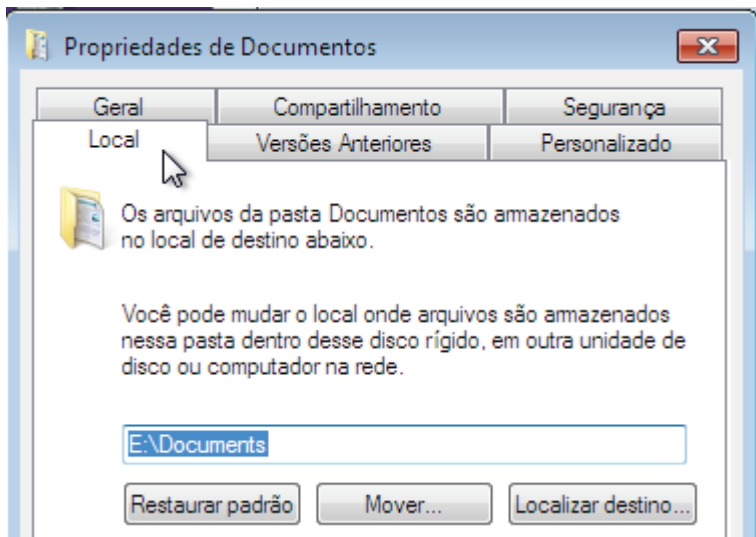 Propriedades de Documentos
Geral Compartilhamento Segurança
Local Versões Anteriores Personalizado
Os arquivos da pasta Documentos são armazenados
no local de destino abaixo.
Você pode mudar o local onde arquivos são armazenados
nessa pasta dentro desse disco rígido, em outra unidade de
disco ou computador na rede.
E:\Documents
Restaurar padrão Mover... Localizar destino...